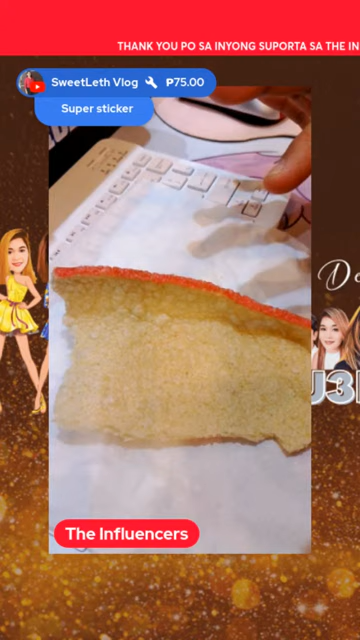 THANK YOU PO SA INYONG SUPORTA SA THE IN
SweetLeth Vlog ₱75.00
Super sticker
The Influencers